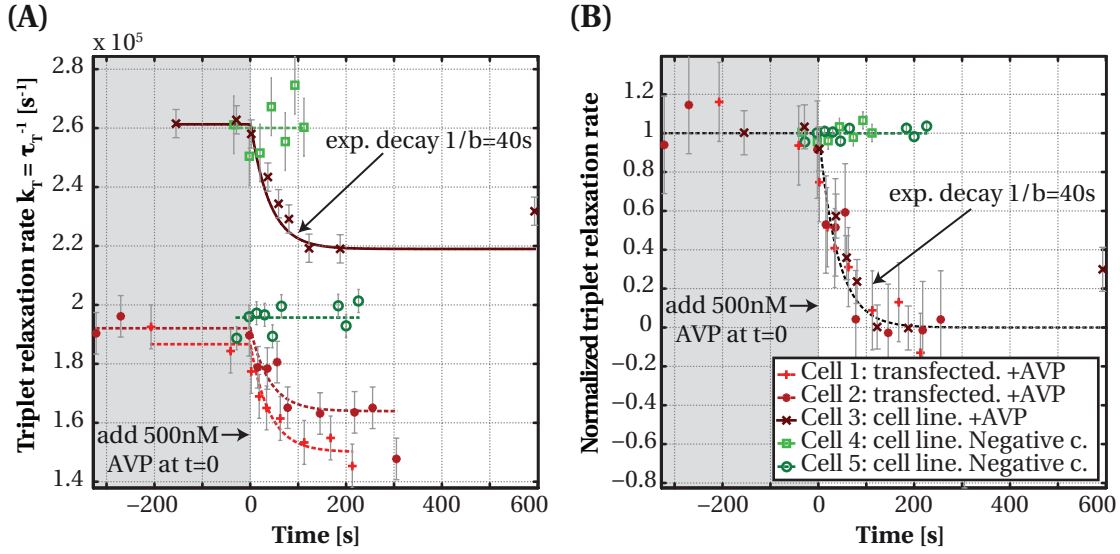 (A)
x 10⁵
Triplet relaxation rate k_T = τ_T⁻¹ [s⁻¹]
2.8
2.6
2.4
2.2
2
1.8
1.6
1.4
exp. decay 1/b=40s
add 500nM
AVP at t=0
−200
0
200
400
600
Time [s]
(B)
Normalized triplet relaxation rate
1.2
1
0.8
0.6
0.4
0.2
0
−0.2
−0.4
−0.6
−0.8
exp. decay 1/b=40s
add 500nM
AVP at t=0
Cell 1: transfected. +AVP
Cell 2: transfected. +AVP
Cell 3: cell line. +AVP
Cell 4: cell line. Negative c.
Cell 5: cell line. Negative c.
−200
0
200
400
600
Time [s]